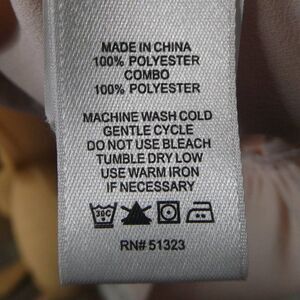 MADE IN CHINA
100% POLYESTER
COMBO
100% POLYESTER
MACHINE WASH COLD
GENTLE CYCLE
DO NOT USE BLEACH
TUMBLE DRY LOW
USE WARM IRON
IF NECESSARY
30C
RN# 51323